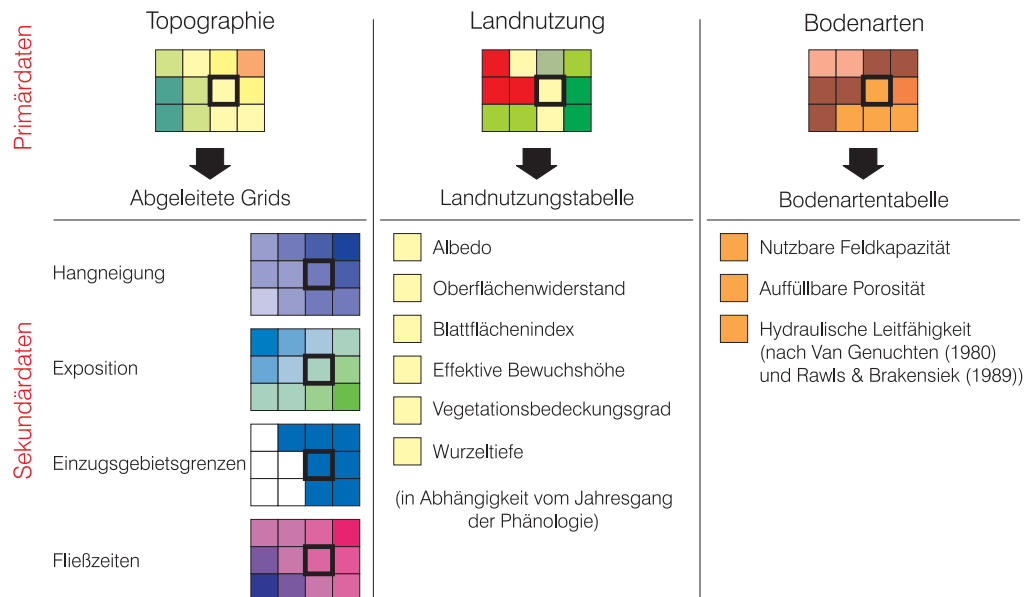 Topographie
Landnutzung
Bodenarten
Primärdaten
Abgeleitete Grids
Landnutzungstabelle
Bodenartentabelle
Sekundärdaten
Hangneigung
Exposition
Einzugsgebietsgrenzen
Fließzeiten
Albedo
Oberflächenwiderstand
Blattflächenindex
Effektive Bewuchshöhe
Vegetationsbedeckungsgrad
Wurzeltiefe
(in Abhängigkeit vom Jahresgang
der Phänologie)
Nutzbare Feldkapazität
Auffüllbare Porosität
Hydraulische Leitfähigkeit
(nach Van Genuchten (1980)
und Rawls & Brakensiek (1989))